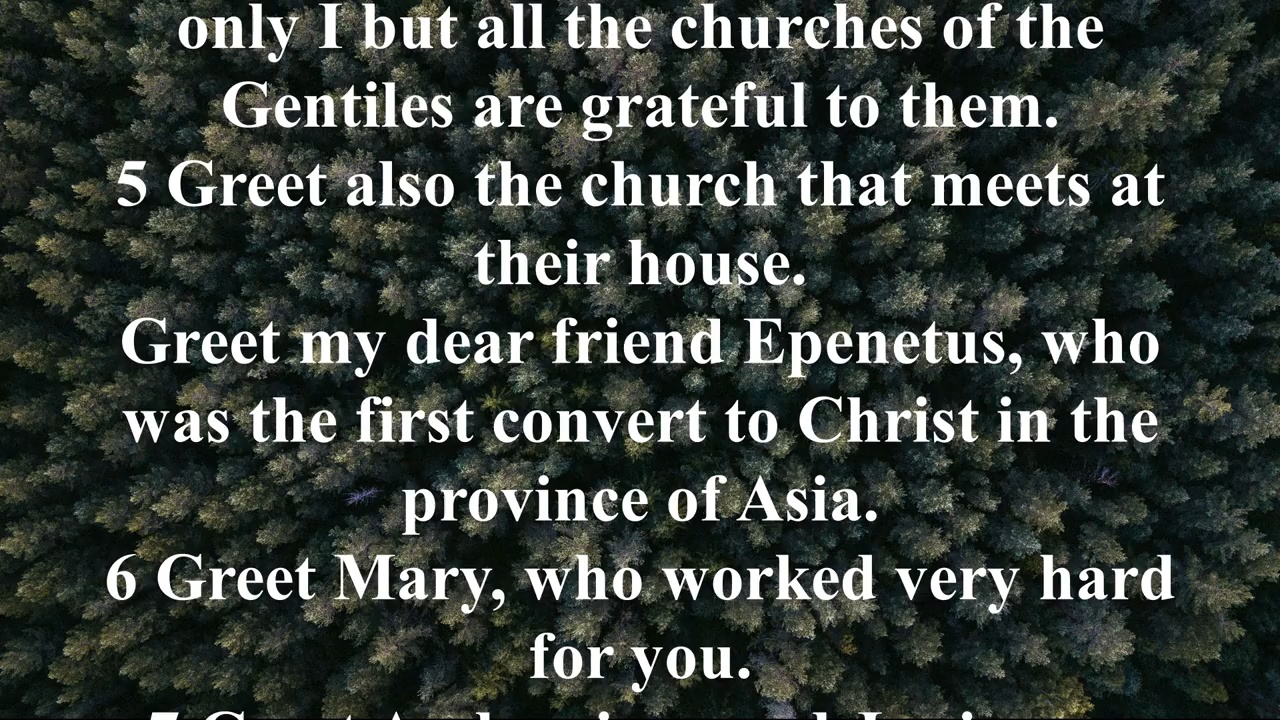 only I but all the churches of the
Gentiles are grateful to them.
5 Greet also the church that meets at
their house.
Greet my dear friend Epenetus, who
was the first convert to Christ in the
province of Asia.
6 Greet Mary, who worked very hard
for you.
7 Greet